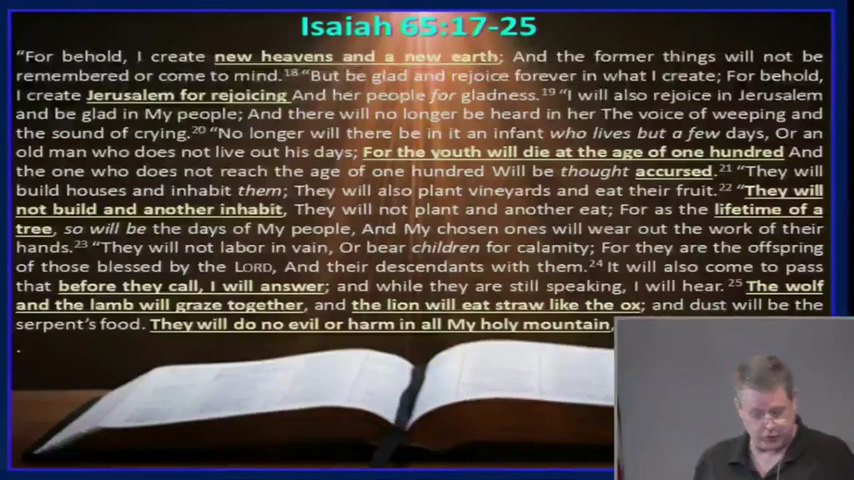 Isaiah 65:17-25
“For behold, I create new heavens and a new earth; And the former things will not be
remembered or come to mind.18 “But be glad and rejoice forever in what I create; For behold,
I create Jerusalem for rejoicing And her people for gladness.19 “I will also rejoice in Jerusalem
and be glad in My people; And there will no longer be heard in her The voice of weeping and
the sound of crying.20 “No longer will there be in it an infant who lives but a few days, Or an
old man who does not live out his days; For the youth will die at the age of one hundred And
the one who does not reach the age of one hundred Will be thought accursed.21 “They will
build houses and inhabit them; They will also plant vineyards and eat their fruit.22 “They will
not build and another inhabit, They will not plant and another eat; For as the lifetime of a
tree, so will be the days of My people, And My chosen ones will wear out the work of their
hands.23 “They will not labor in vain, Or bear children for calamity; For they are the offspring
of those blessed by the LORD, And their descendants with them.24 It will also come to pass
that before they call, I will answer; and while they are still speaking, I will hear.25 The wolf
and the lamb will graze together, and the lion will eat straw like the ox; and dust will be the
serpent’s food. They will do no evil or harm in all My holy mountain,
.